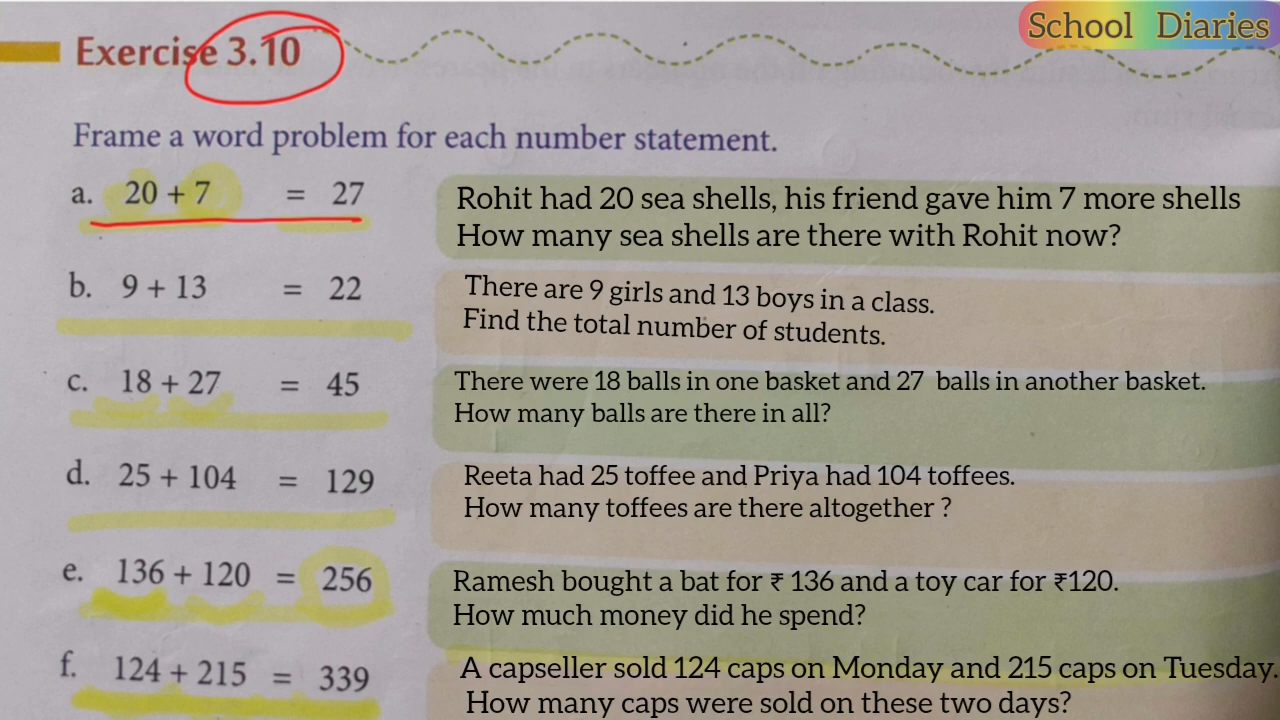 School Diaries
Exercise 3.10
Frame a word problem for each number statement.
a. 20 + 7 = 27
Rohit had 20 sea shells, his friend gave him 7 more shells
How many sea shells are there with Rohit now?
b. 9 + 13 = 22
There are 9 girls and 13 boys in a class.
Find the total number of students.
c. 18 + 27 = 45
There were 18 balls in one basket and 27 balls in another basket.
How many balls are there in all?
d. 25 + 104 = 129
Reeta had 25 toffee and Priya had 104 toffees.
How many toffees are there altogether ?
e. 136 + 120 = 256
Ramesh bought a bat for ₹ 136 and a toy car for ₹120.
How much money did he spend?
f. 124 + 215 = 339
A capseller sold 124 caps on Monday and 215 caps on Tuesday.
How many caps were sold on these two days?